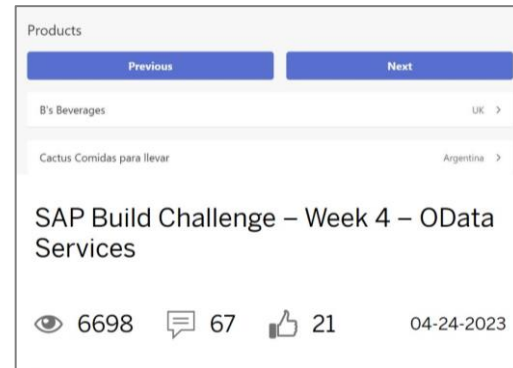 Products
Previous Next
B's Beverages UK >
Cactus Comidas para llevar Argentina >
SAP Build Challenge – Week 4 – OData
Services
6698 67 21 04-24-2023